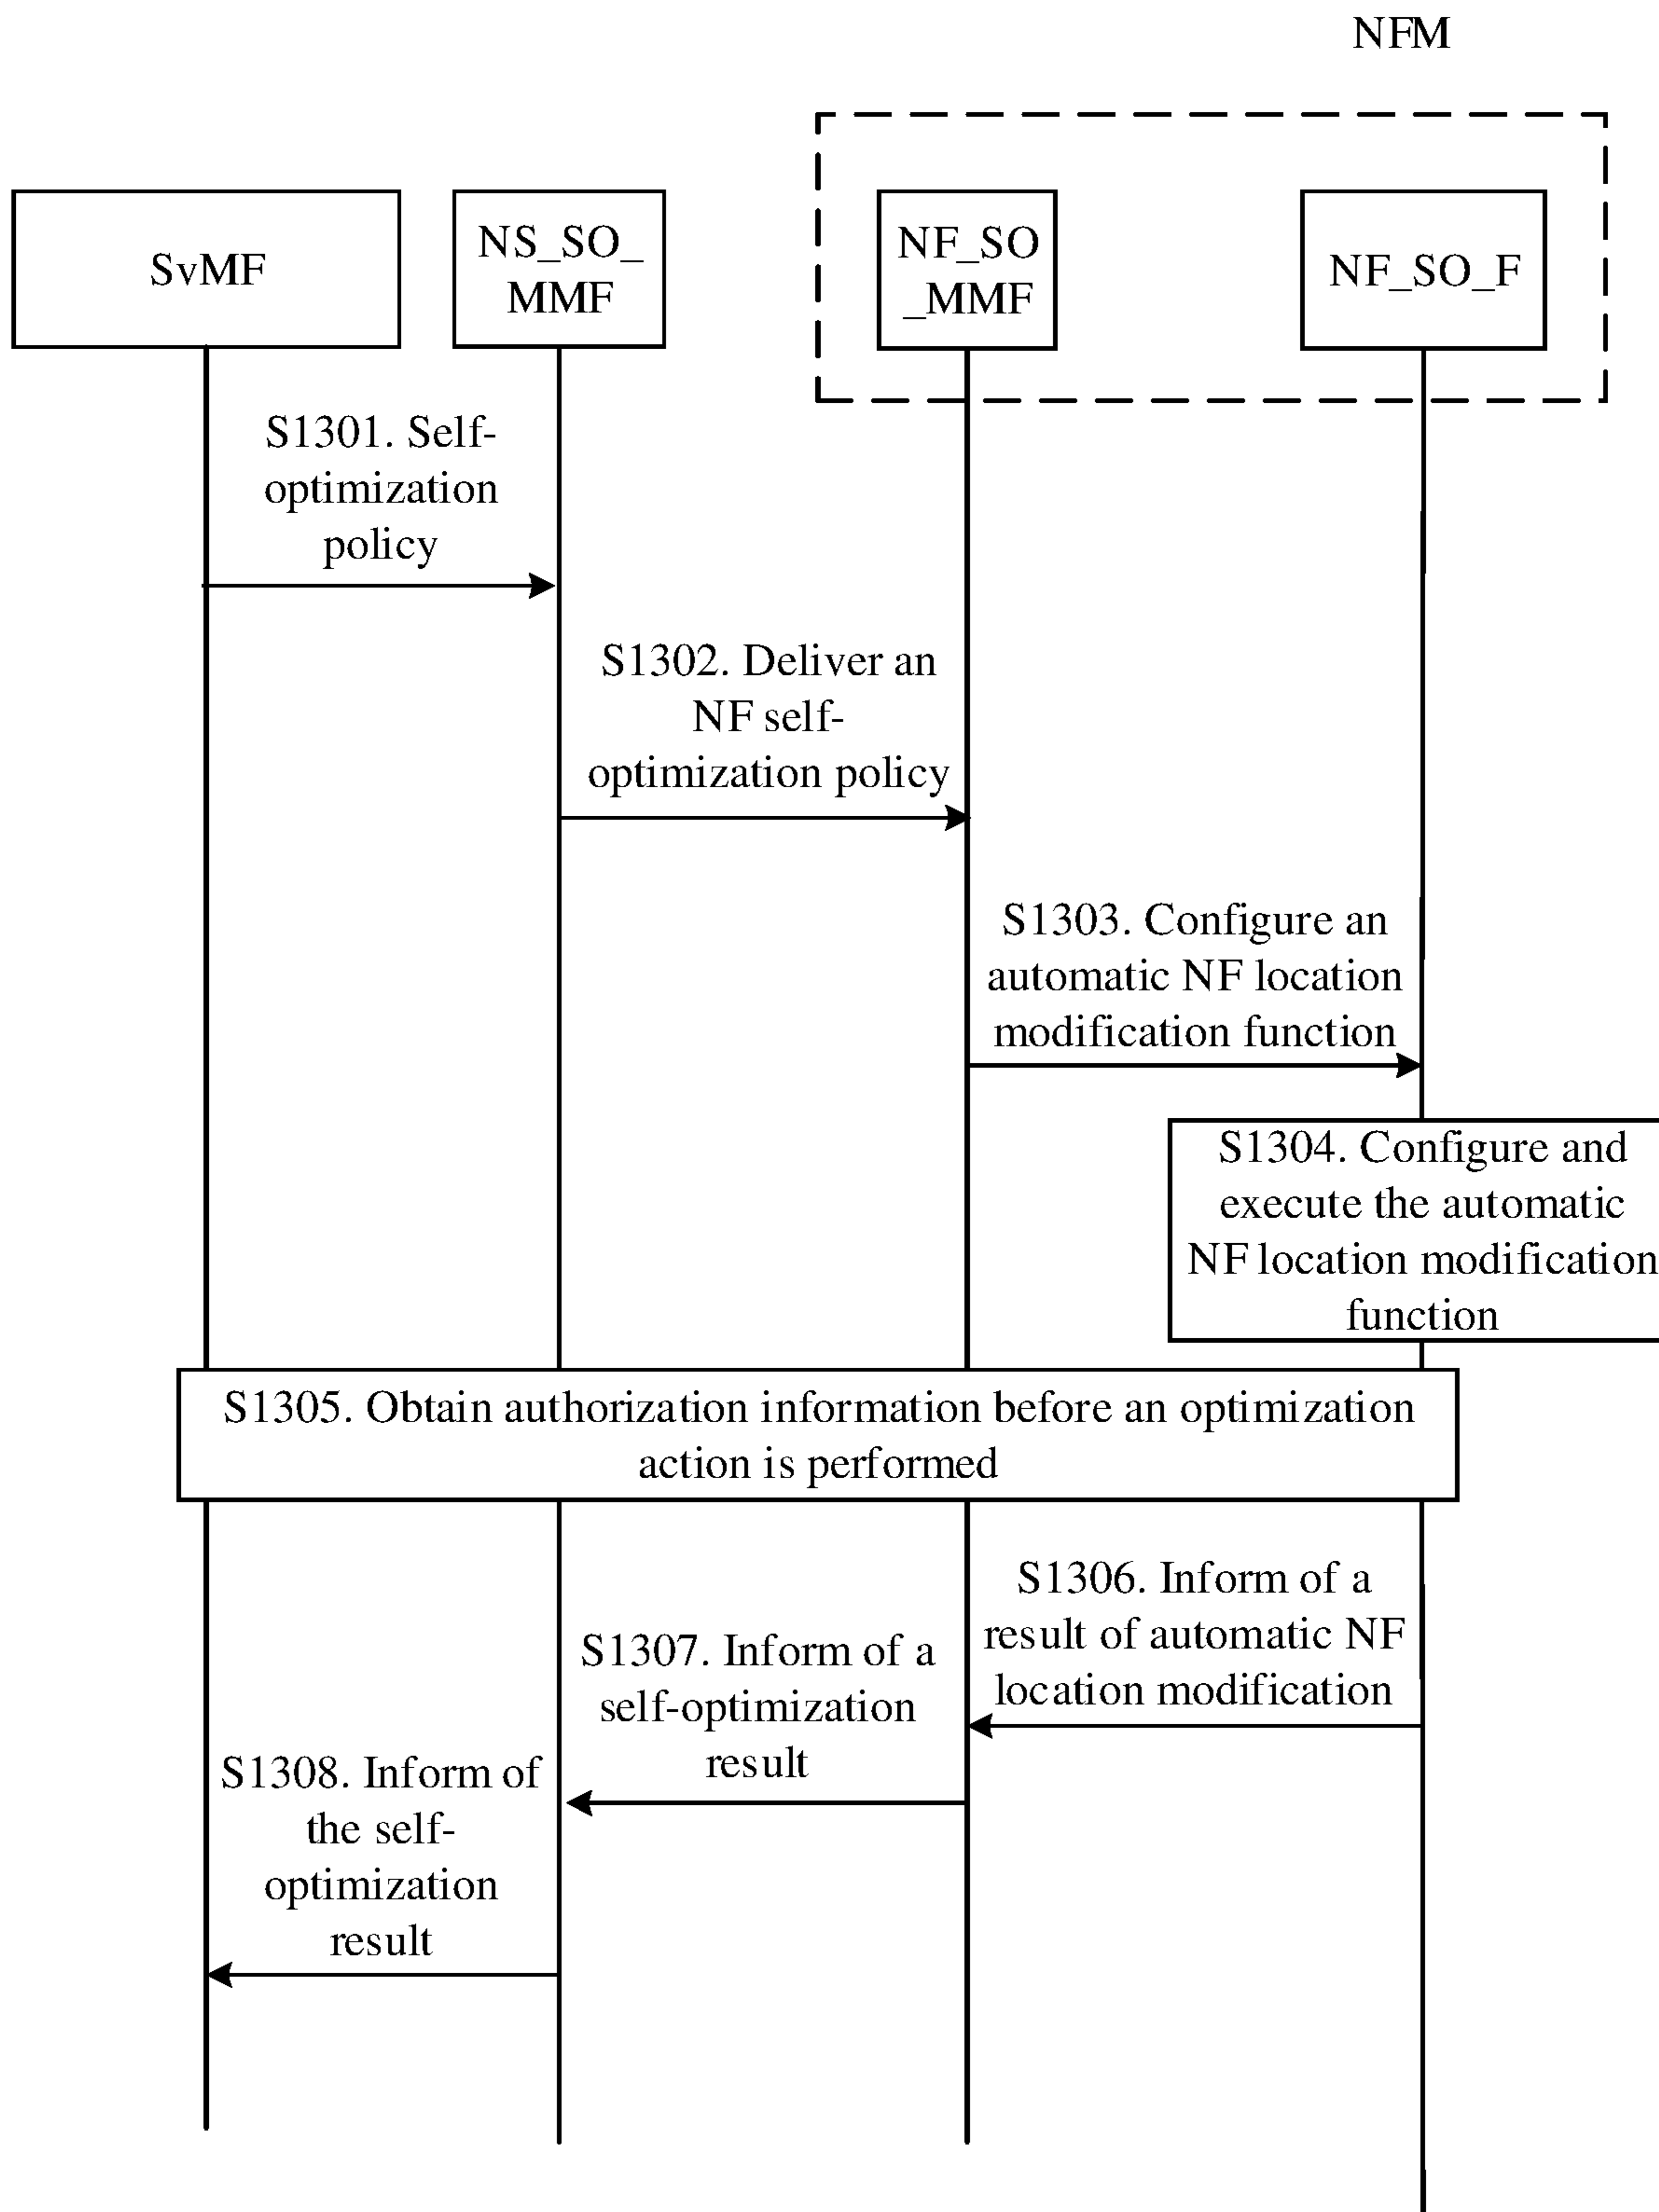 NFM
SvMF
NS_SO_
MMF
NF_SO
_MMF
NF_SO_F
S1301. Self-
optimization
policy
S1302. Deliver an
NF self-
optimization policy
S1303. Configure an
automatic NF location
modification function
S1304. Configure and
execute the automatic
NF location modification
function
S1305. Obtain authorization information before an optimization
action is performed
S1306. Inform of a
result of automatic NF
location modification
S1307. Inform of a
self-optimization
result
S1308. Inform of
the self-
optimization
result